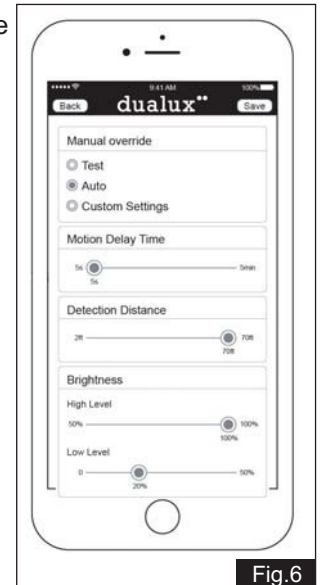 e
9:41 AM 100%
Back dualux Save
Manual override
Test
Auto
Custom Settings
Motion Delay Time
5s 5min
5s
Detection Distance
2ft 70ft
70ft
Brightness
High Level
50% 100%
100%
Low Level
0 50%
20%
Fig.6